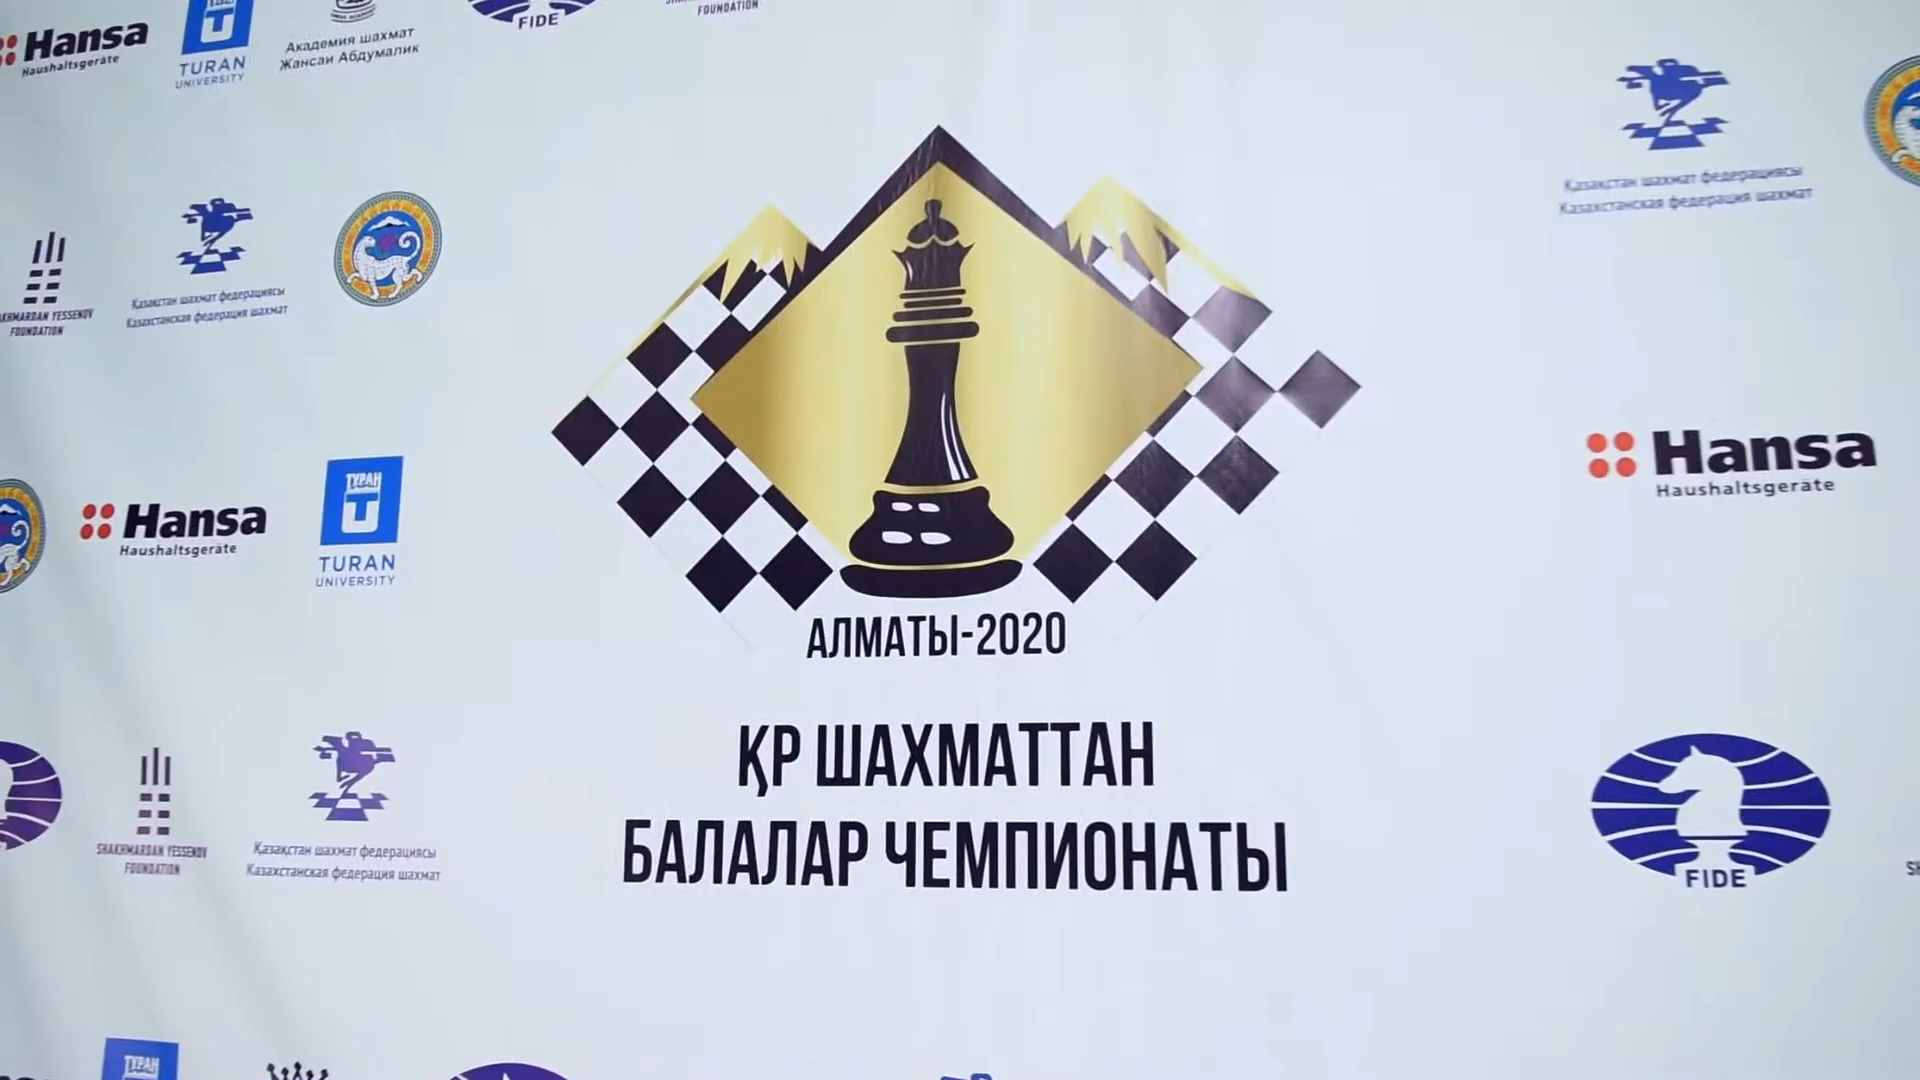 Hansa
Haushaltsgeräte
TURAN
UNIVERSITY
Академия шахмат
Жансаи Абдумалик
FIDE
FOUNDATION
Қазақстан шахмат федерациясы
Казахстанская федерация шахмат
YESSENOV
FOUNDATION
Қазақстан шахмат федерациясы
Казахстанская федерация шахмат
Hansa
Haushaltsgeräte
ТУРАН
TURAN
UNIVERSITY
Hansa
Haushaltsgeräte
АЛМАТЫ-2020
ҚР ШАХМАТТАН
БАЛАЛАР ЧЕМПИОНАТЫ
SHAKHMARDAN YESSENOV
FOUNDATION
Қазақстан шахмат федерациясы
Казахстанская федерация шахмат
FIDE
ТУРАН